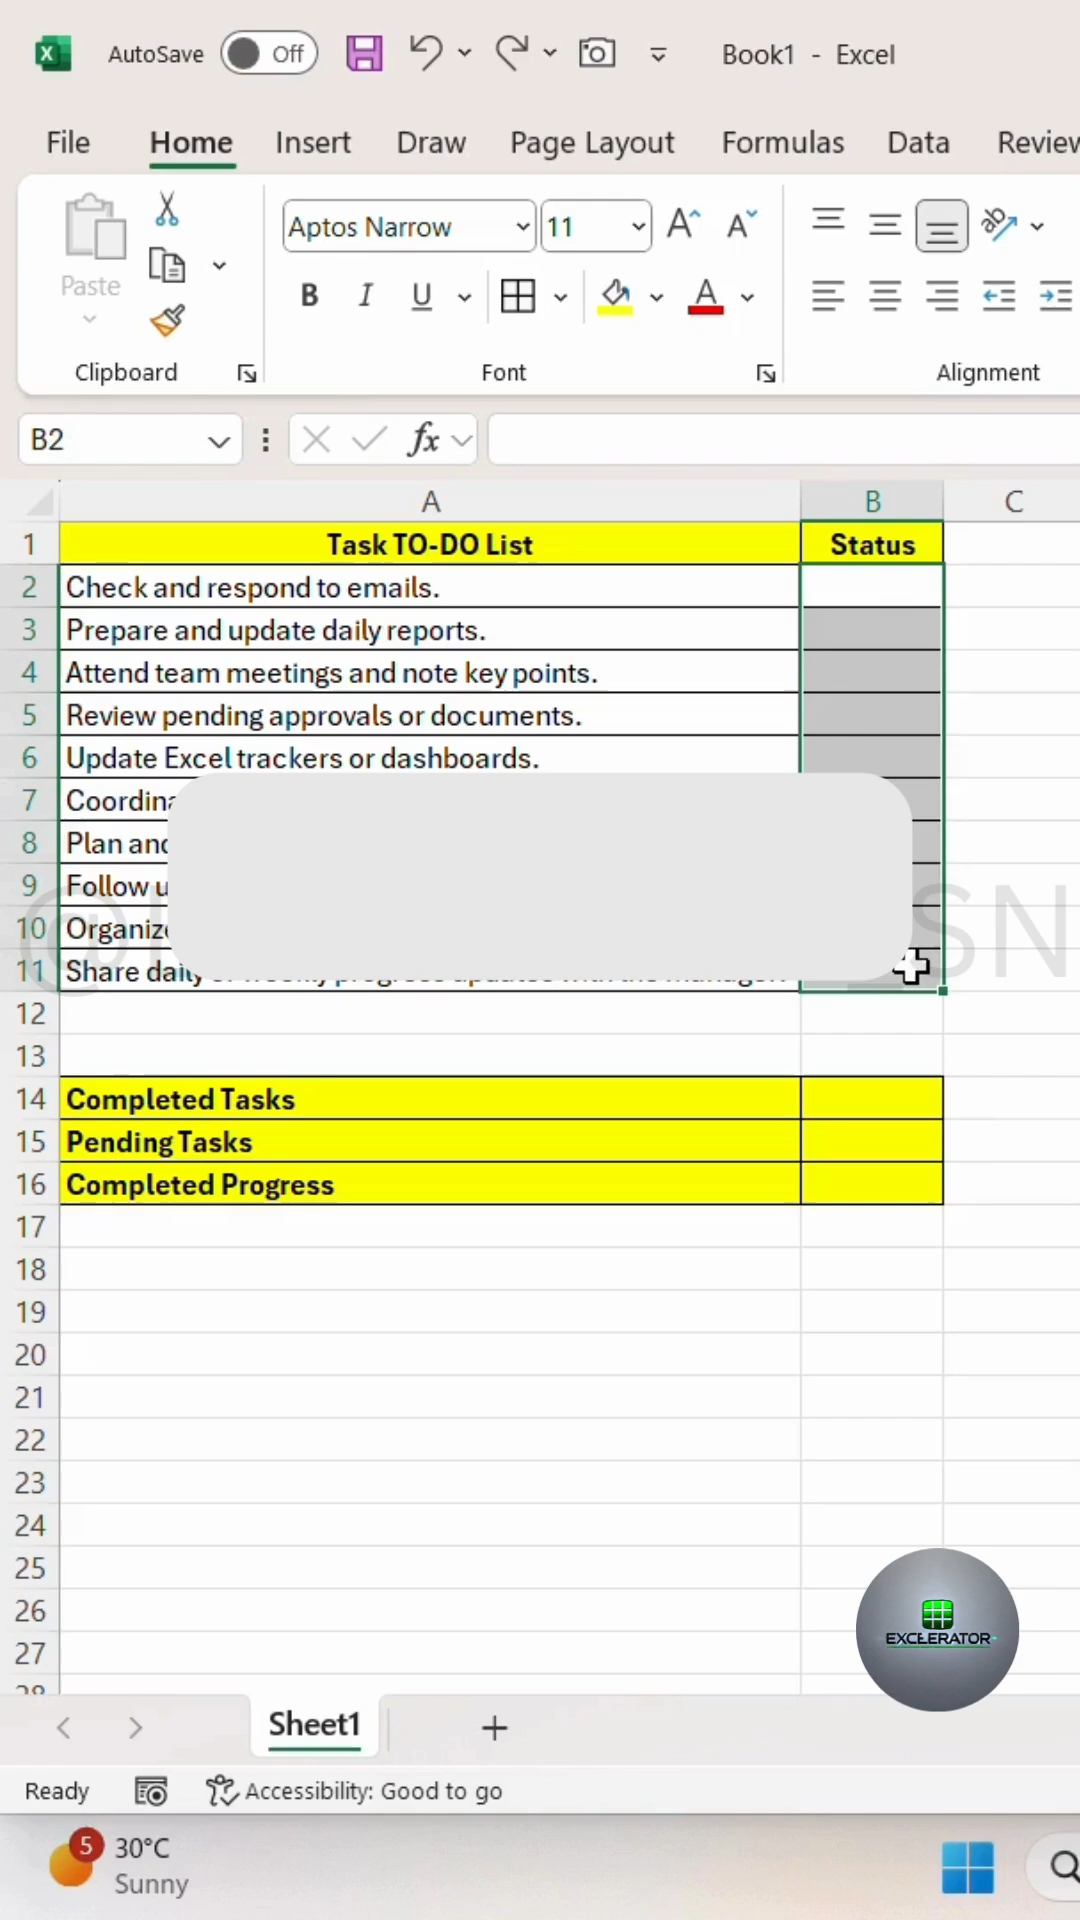 AutoSave Off Book1 - Excel
File Home Insert Draw Page Layout Formulas Data Review
Paste
Aptos Narrow 11
B I U A
Clipboard Font Alignment
B2 fx
A B C
1 Task TO-DO List Status
2 Check and respond to emails.
3 Prepare and update daily reports.
4 Attend team meetings and note key points.
5 Review pending approvals or documents.
6 Update Excel trackers or dashboards.
7
8 Plan and
9 Follow
10
11 Share daily
12
13
14 Completed Tasks
15 Pending Tasks
16 Completed Progress
17
18
19
20
21
22
23
24
25
26
27
28
EXCLERATOR
Sheet1
Ready Accessibility: Good to go
5 30°C
Sunny